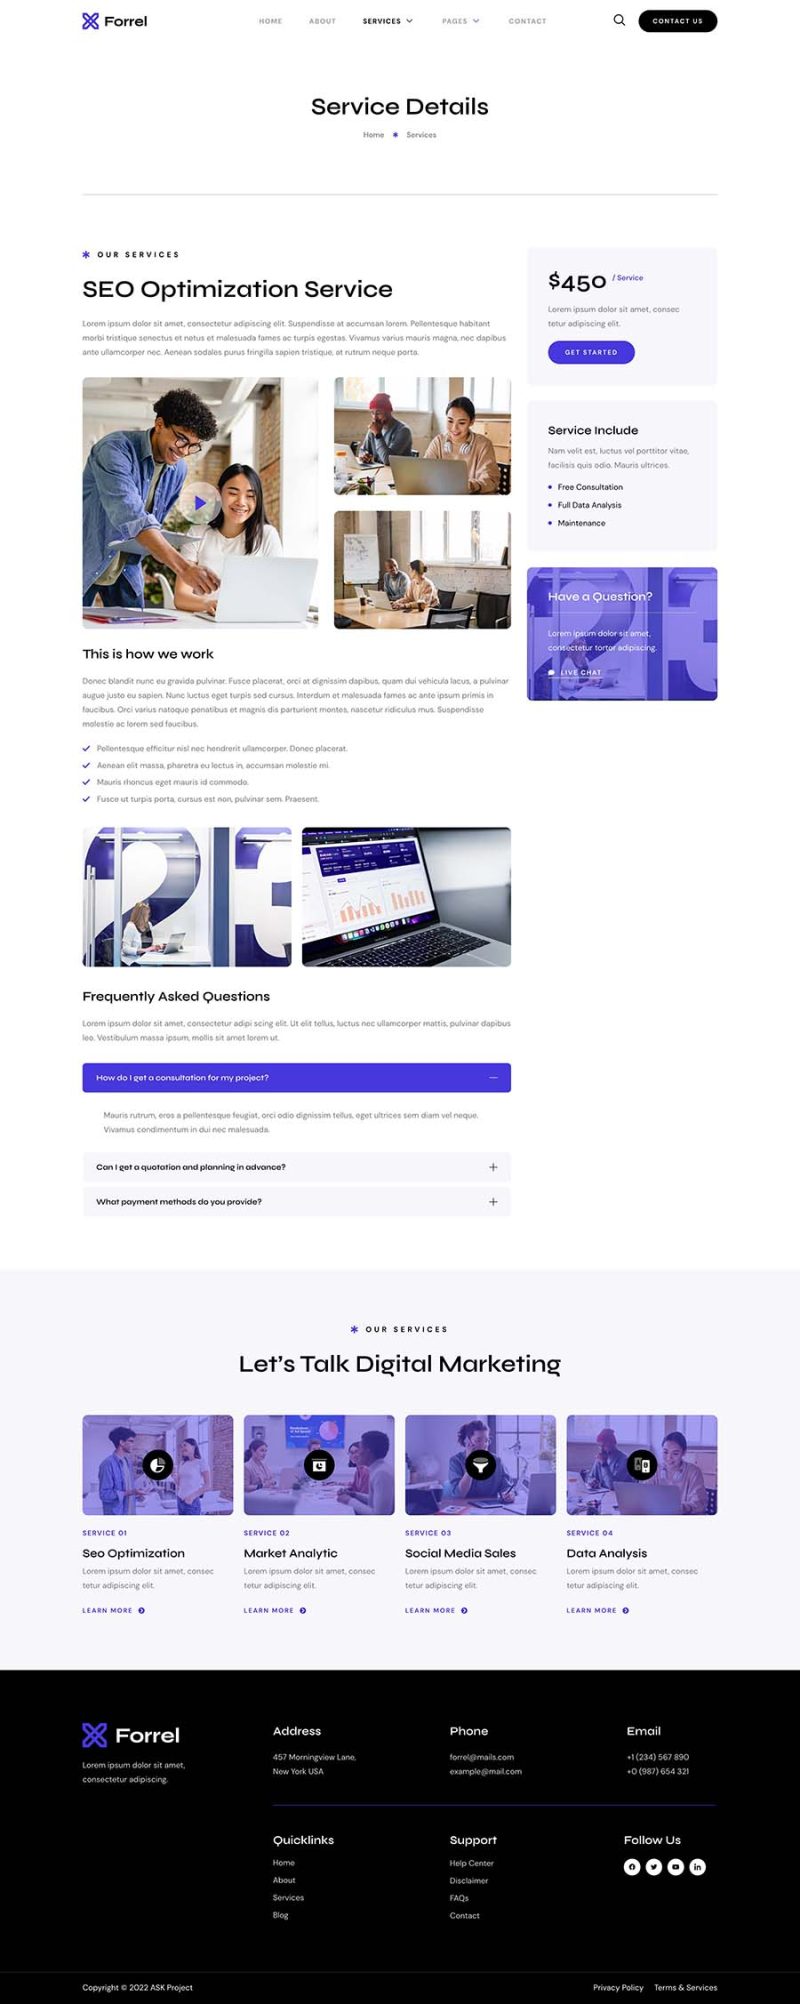 Forrel
HOME ABOUT SERVICES PAGES CONTACT
CONTACT US
Service Details
Home Services
OUR SERVICES
SEO Optimization Service
Lorem ipsum dolor sit amet, consectetur adipiscing elit. Suspendisse at accumsan lorem. Pellentesque habitant
morbi tristique senectus et netus et malesuada fames ac turpis egestas. Vivamus varius mauris magna, nec dapibus
ante ullamcorper nec. Aenean sodales purus fringilla sapien tristique, at rutrum neque porta.
$450 / Service
Lorem ipsum dolor sit amet, consec
tetur adipiscing elit.
GET STARTED
Service Include
Nam velit est, luctus vel porttitor vitae,
facilisis quis odio. Mauris ultrices.
Free Consultation
Full Data Analysis
Maintenance
Have a Question?
Lorem ipsum dolor sit amet,
consectetur tortor adipiscing.
LIVE CHAT
This is how we work
Donec blandit nunc eu gravida pulvinar. Fusce placerat, orci at dignissim dapibus, quam dui vehicula lacus, a pulvinar
augue justo eu sapien. Nunc luctus eget turpis sed cursus. Interdum et malesuada fames ac ante ipsum primis in
faucibus. Orci varius natoque penatibus et magnis dis parturient montes, nascetur ridiculus mus. Suspendisse
molestie ac lorem sed faucibus.
Pellentesque efficitur nisl nec hendrerit ullamcorper. Donec placerat.
Aenean elit massa, pharetra eu lectus in, accumsan molestie mi.
Mauris rhoncus eget mauris id commodo.
Fusce ut turpis porta, cursus est non, pulvinar sem. Praesent.
23
Frequently Asked Questions
Lorem ipsum dolor sit amet, consectetur adipi scing elit. Ut elit tellus, luctus nec ullamcorper mattis, pulvinar dapibus
leo. Vestibulum massa ipsum, mollis sit amet lorem ut.
How do I get a consultation for my project?
Mauris rutrum, eros a pellentesque feugiat, orci odio dignissim tellus, eget ultrices sem diam vel neque.
Vivamus condimentum in dui nec malesuada.
Can I get a quotation and planning in advance?
What payment methods do you provide?
OUR SERVICES
Let's Talk Digital Marketing
SERVICE 01
Seo Optimization
Lorem ipsum dolor sit amet, consec
tetur adipiscing elit.
LEARN MORE
SERVICE 02
Market Analytic
Lorem ipsum dolor sit amet, consec
tetur adipiscing elit.
LEARN MORE
SERVICE 03
Social Media Sales
Lorem ipsum dolor sit amet, consec
tetur adipiscing elit.
LEARN MORE
SERVICE 04
Data Analysis
Lorem ipsum dolor sit amet, consec
tetur adipiscing elit.
LEARN MORE
Forrel
Lorem ipsum dolor sit amet,
consectetur adipiscing.
Address
457 Morningview Lane,
New York USA
Phone
forrel@mails.com
example@mail.com
Email
+1 (234) 567 890
+0 (987) 654 321
Quicklinks
Home
About
Services
Blog
Support
Help Center
Disclaimer
FAQs
Contact
Follow Us
Copyright © 2022 ASK Project
Privacy Policy Terms & Services